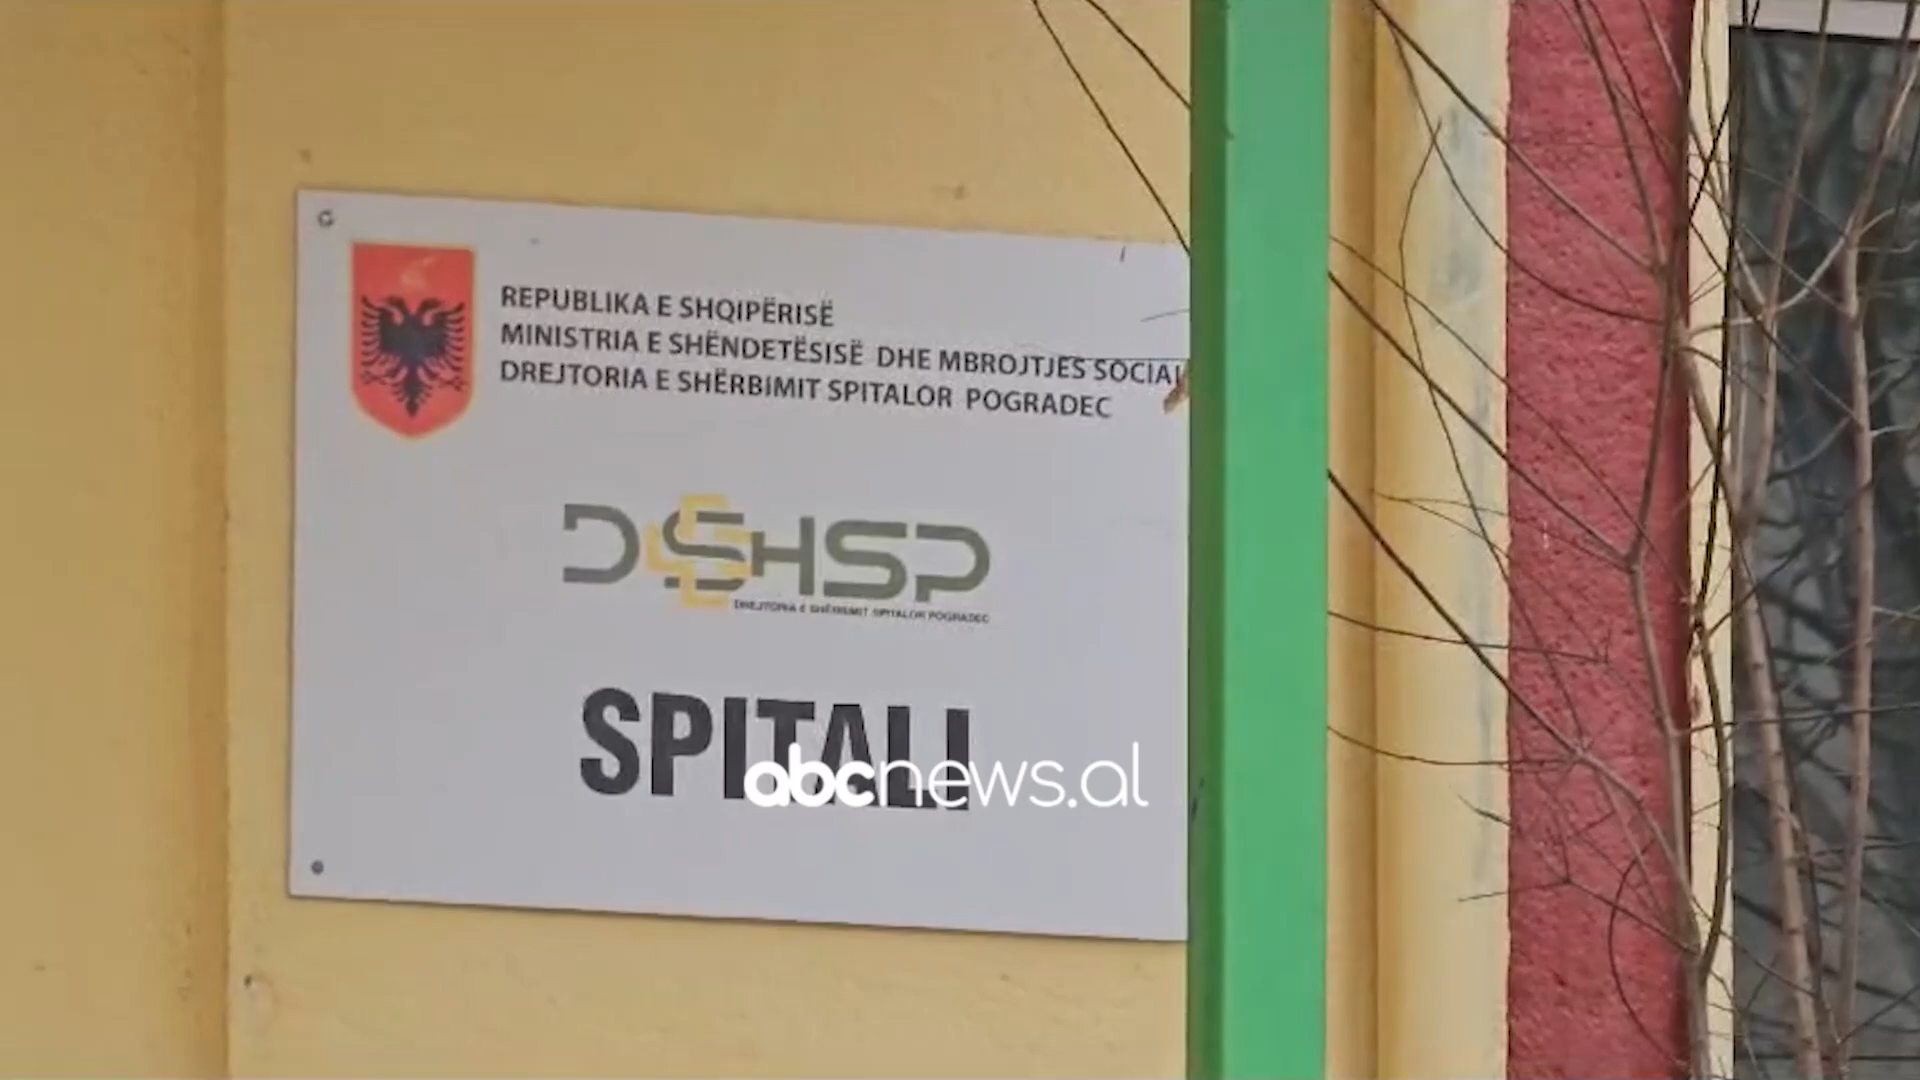 REPUBLIKA E SHQIPËRISË
MINISTRIA E SHËNDETËSISË DHE MBROJTJES SOCIAL
DREJTORIA E SHËRBIMIT SPITALOR POGRADEC
DSHSP
DREJTORIA E SHËRBIMIT SPITALOR POGRADEC
SPITALI
abcnews.al